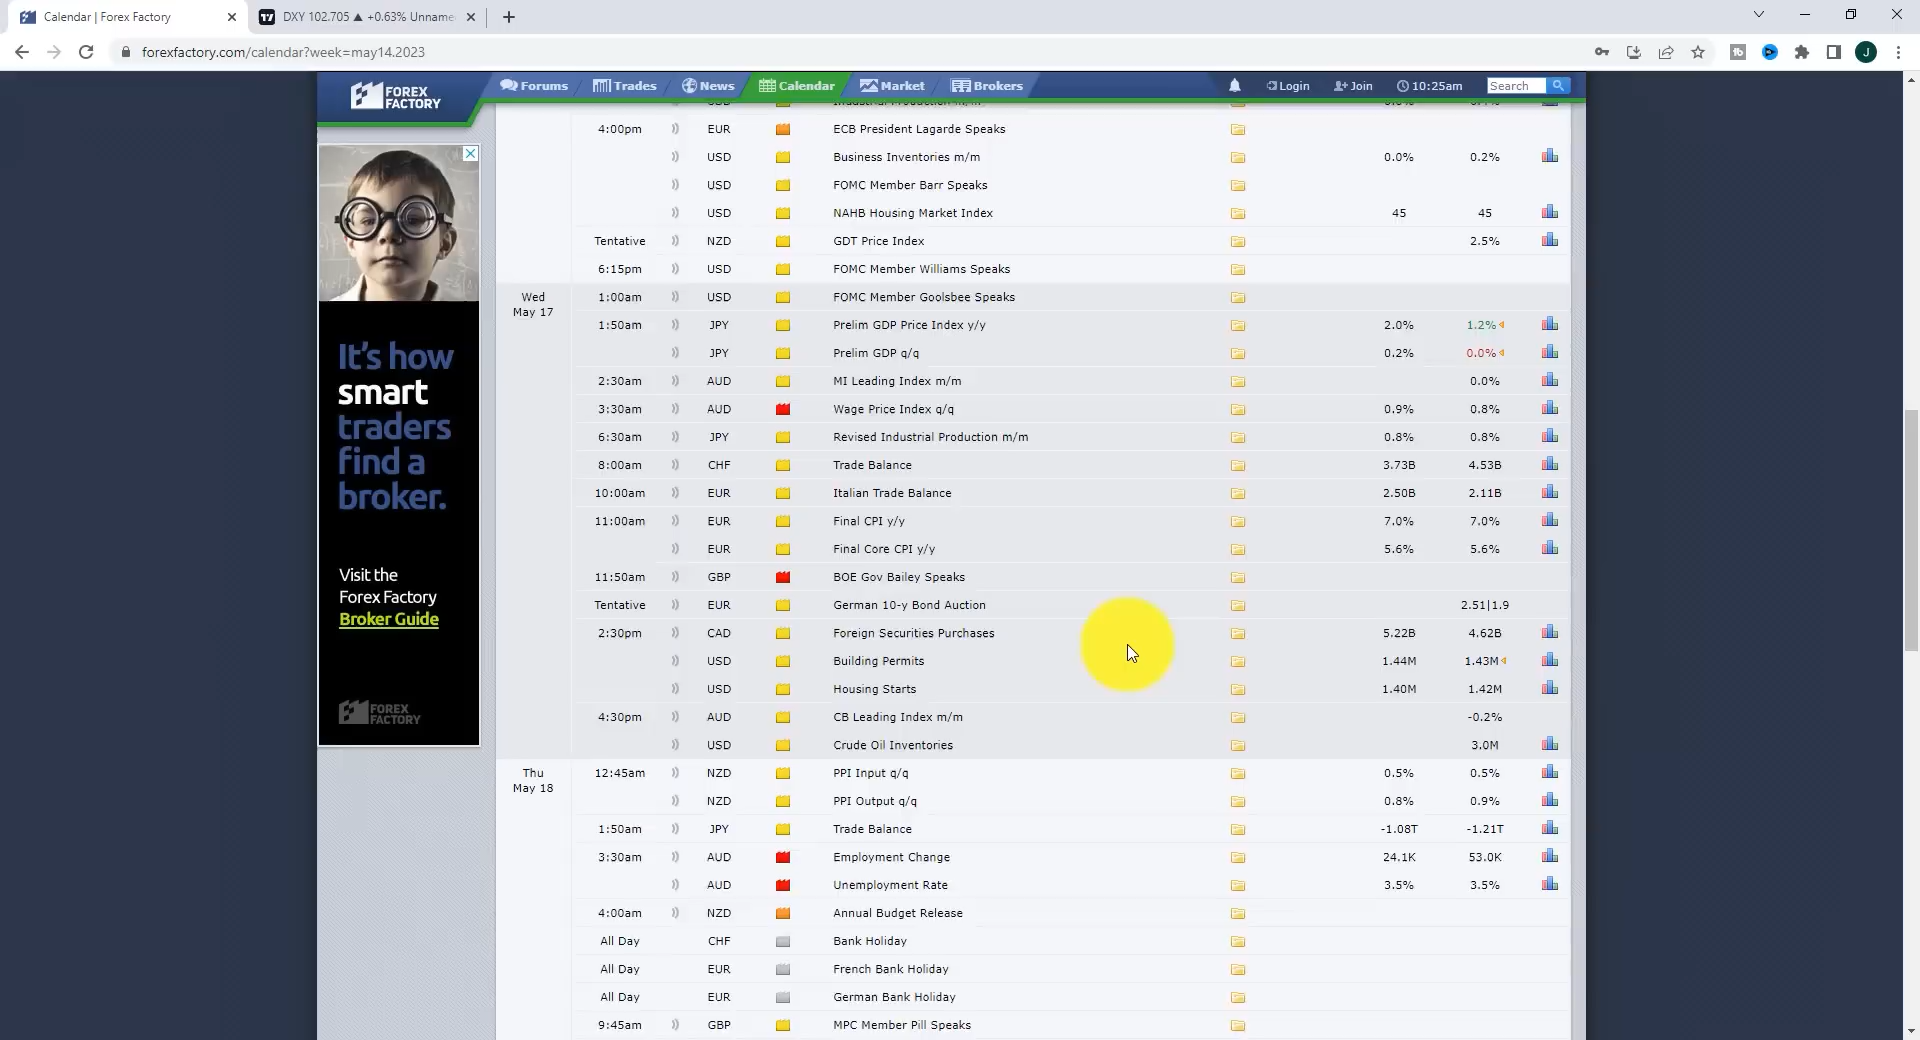 Calendar | Forex Factory
DXY 102.705 ▲ +0.63% Unname
forexfactory.com/calendar?week=may14.2023
J
FOREX FACTORY
Forums Trades News Calendar Market Brokers
Login Join 10:25am Search
4:00pm EUR ECB President Lagarde Speaks
USD Business Inventories m/m 0.0% 0.2%
USD FOMC Member Barr Speaks
USD NAHB Housing Market Index 45 45
Tentative NZD GDT Price Index 2.5%
6:15pm USD FOMC Member Williams Speaks
Wed May 17 1:00am USD FOMC Member Goolsbee Speaks
1:50am JPY Prelim GDP Price Index y/y 2.0% 1.2%
JPY Prelim GDP q/q 0.2% 0.0%
2:30am AUD MI Leading Index m/m 0.0%
3:30am AUD Wage Price Index q/q 0.9% 0.8%
6:30am JPY Revised Industrial Production m/m 0.8% 0.8%
8:00am CHF Trade Balance 3.73B 4.53B
10:00am EUR Italian Trade Balance 2.50B 2.11B
11:00am EUR Final CPI y/y 7.0% 7.0%
EUR Final Core CPI y/y 5.6% 5.6%
11:50am GBP BOE Gov Bailey Speaks
Tentative EUR German 10-y Bond Auction 2.51|1.9
2:30pm CAD Foreign Securities Purchases 5.22B 4.62B
USD Building Permits 1.44M 1.43M
USD Housing Starts 1.40M 1.42M
4:30pm AUD CB Leading Index m/m -0.2%
USD Crude Oil Inventories 3.0M
Thu May 18 12:45am NZD PPI Input q/q 0.5% 0.5%
NZD PPI Output q/q 0.8% 0.9%
1:50am JPY Trade Balance -1.08T -1.21T
3:30am AUD Employment Change 24.1K 53.0K
AUD Unemployment Rate 3.5% 3.5%
4:00am NZD Annual Budget Release
All Day CHF Bank Holiday
All Day EUR French Bank Holiday
All Day EUR German Bank Holiday
9:45am GBP MPC Member Pill Speaks
It's how
smart
traders
find a
broker.
Visit the
Forex Factory
Broker Guide
FOREX
FACTORY